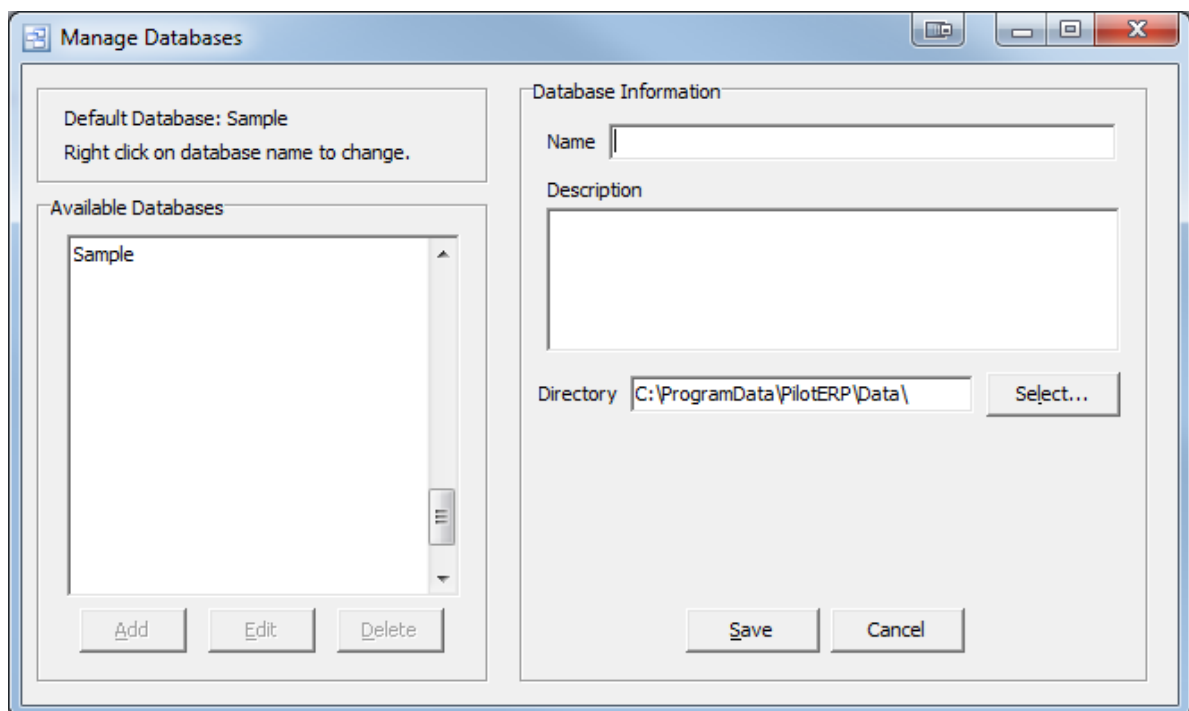 Manage Databases
Default Database: Sample
Right click on database name to change.
Available Databases
Sample
Add Edit Delete
Database Information
Name
Description
Directory C:\ProgramData\PilotERP\Data\ Select...
Save Cancel